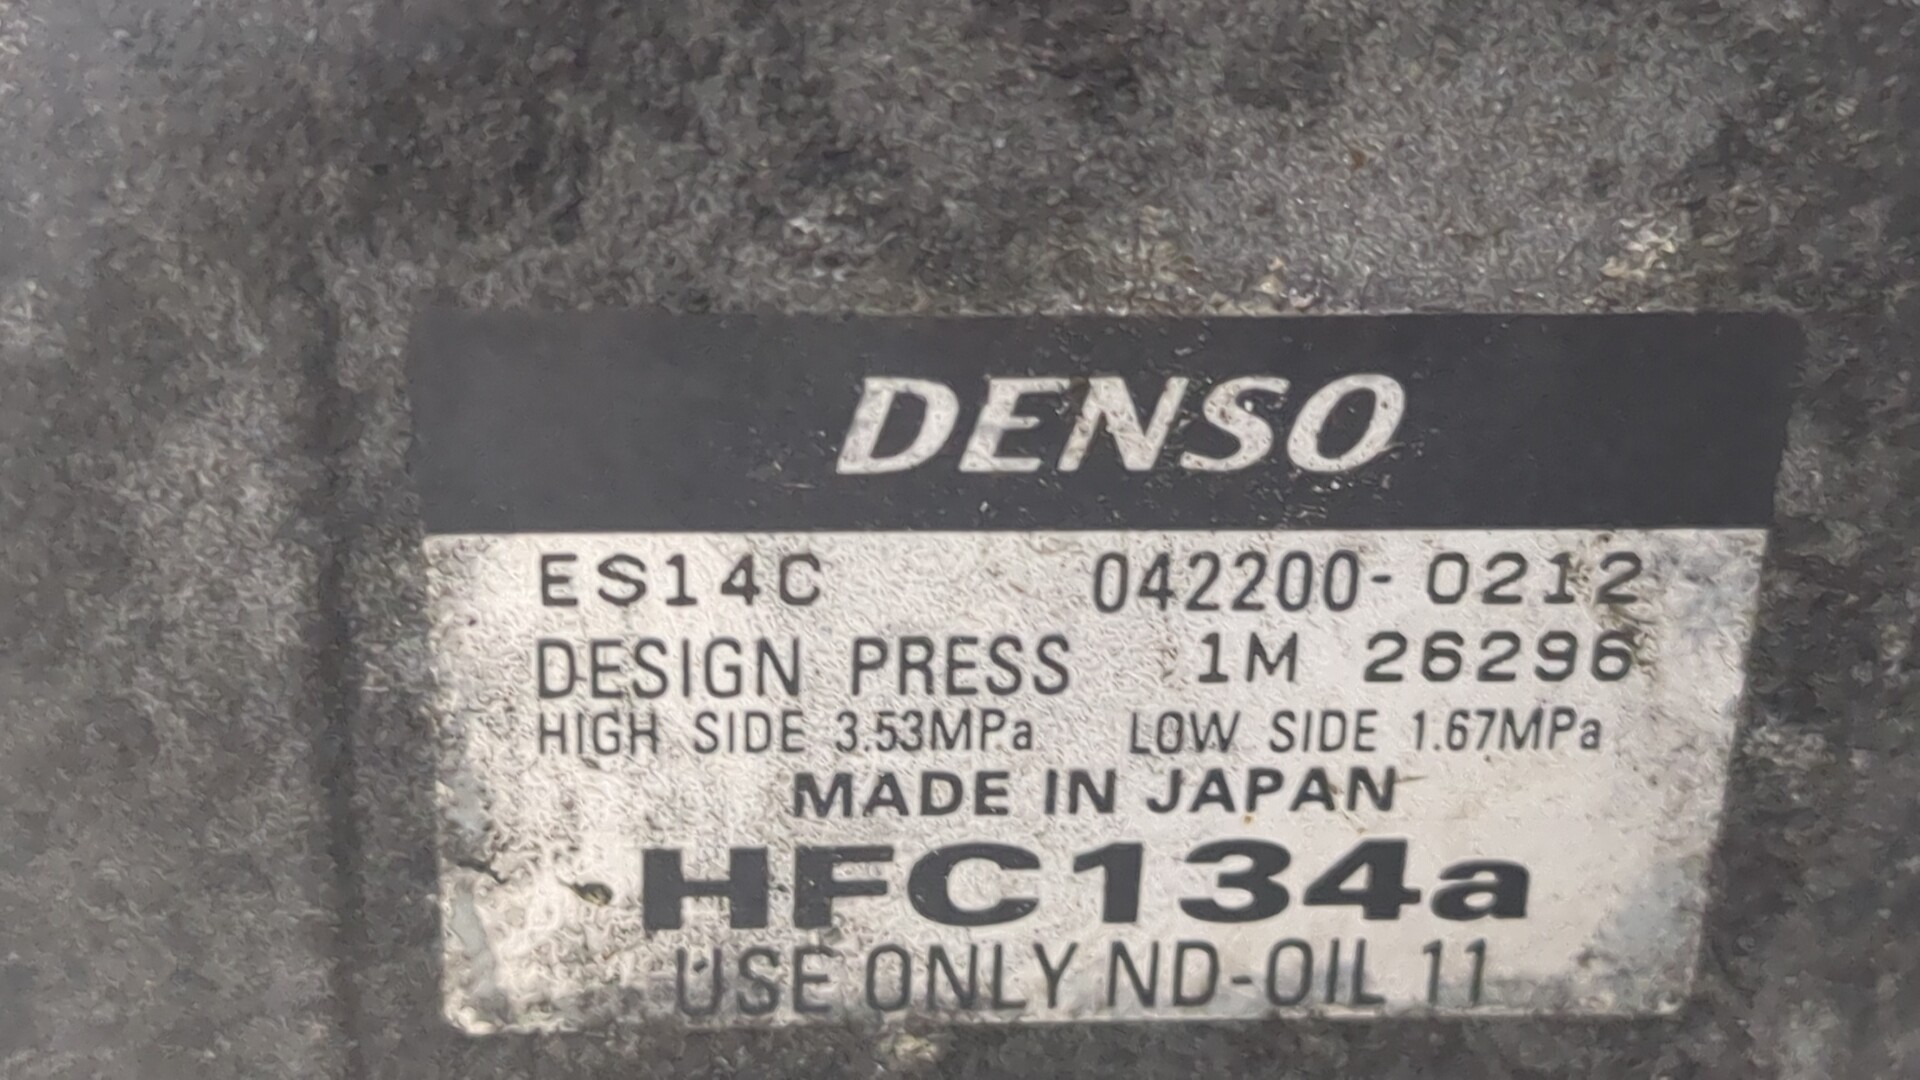 DENSO
ES14C 042200-0212
DESIGN PRESS 1M 26296
HIGH SIDE 3.53MPa LOW SIDE 1.67MPa
MADE IN JAPAN
HFC134a
USE ONLY ND-OIL 11